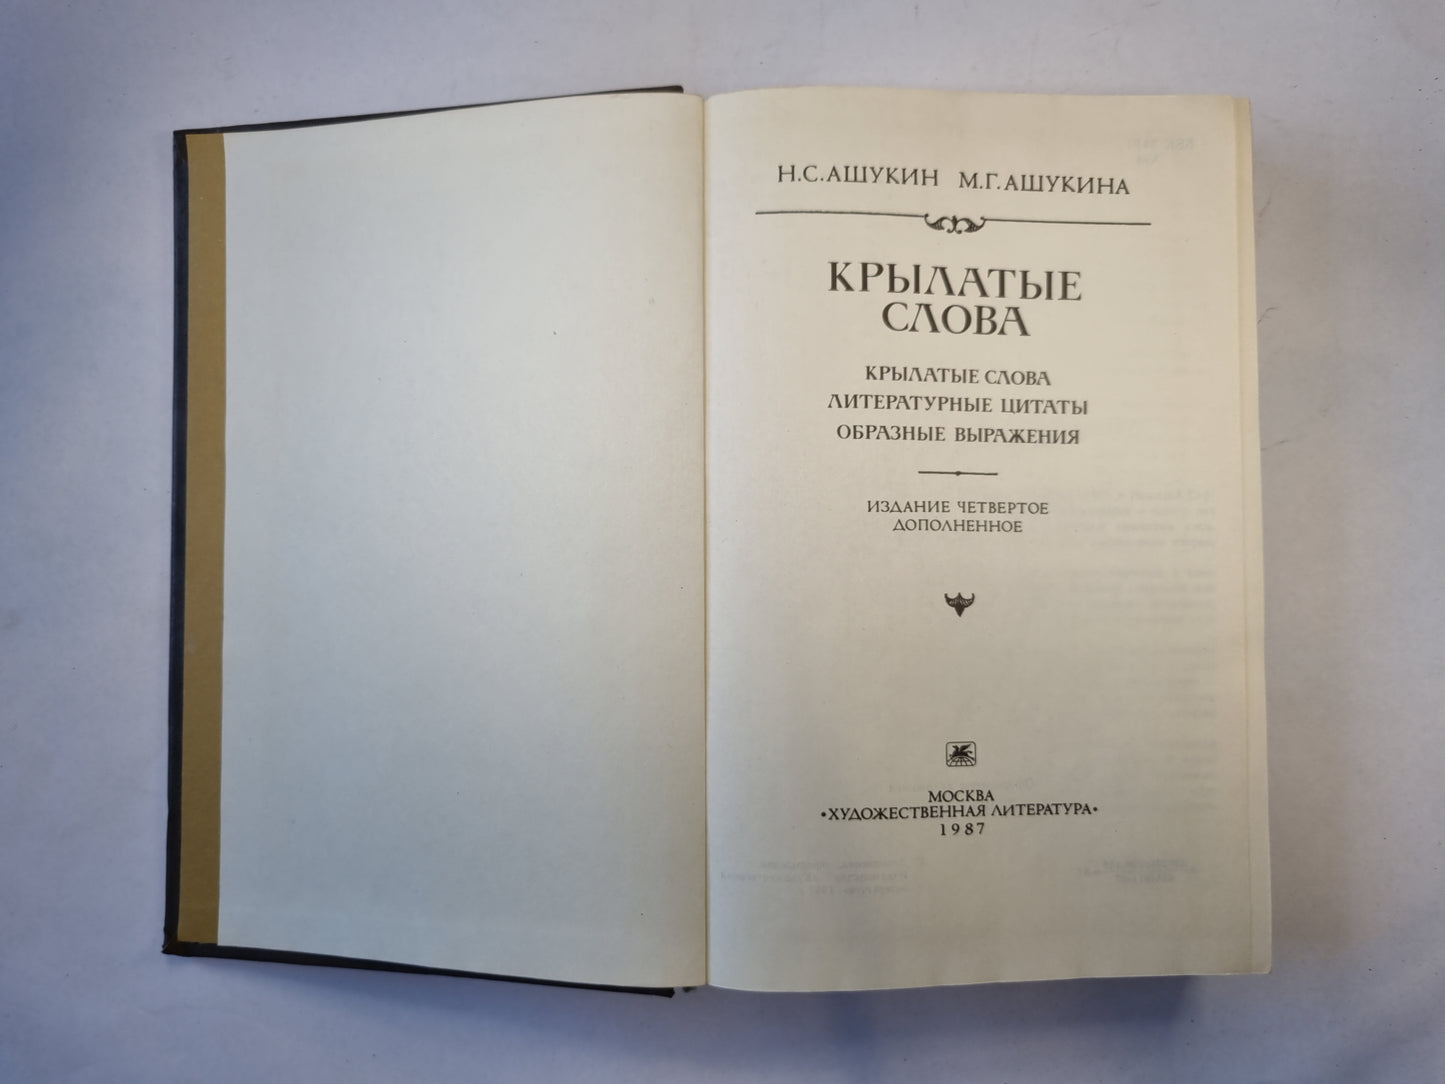 Н.С.АШУКИН М.Г.АШУКИНА
КРЫЛАТЫЕ
СЛОВА
КРЫЛАТЫЕ СЛОВА
ЛИТЕРАТУРНЫЕ ЦИТАТЫ
ОБРАЗНЫЕ ВЫРАЖЕНИЯ
ИЗДАНИЕ ЧЕТВЕРТОЕ
ДОПОЛНЕННОЕ
МОСКВА
•ХУДОЖЕСТВЕННАЯ ЛИТЕРАТУРА•
1987